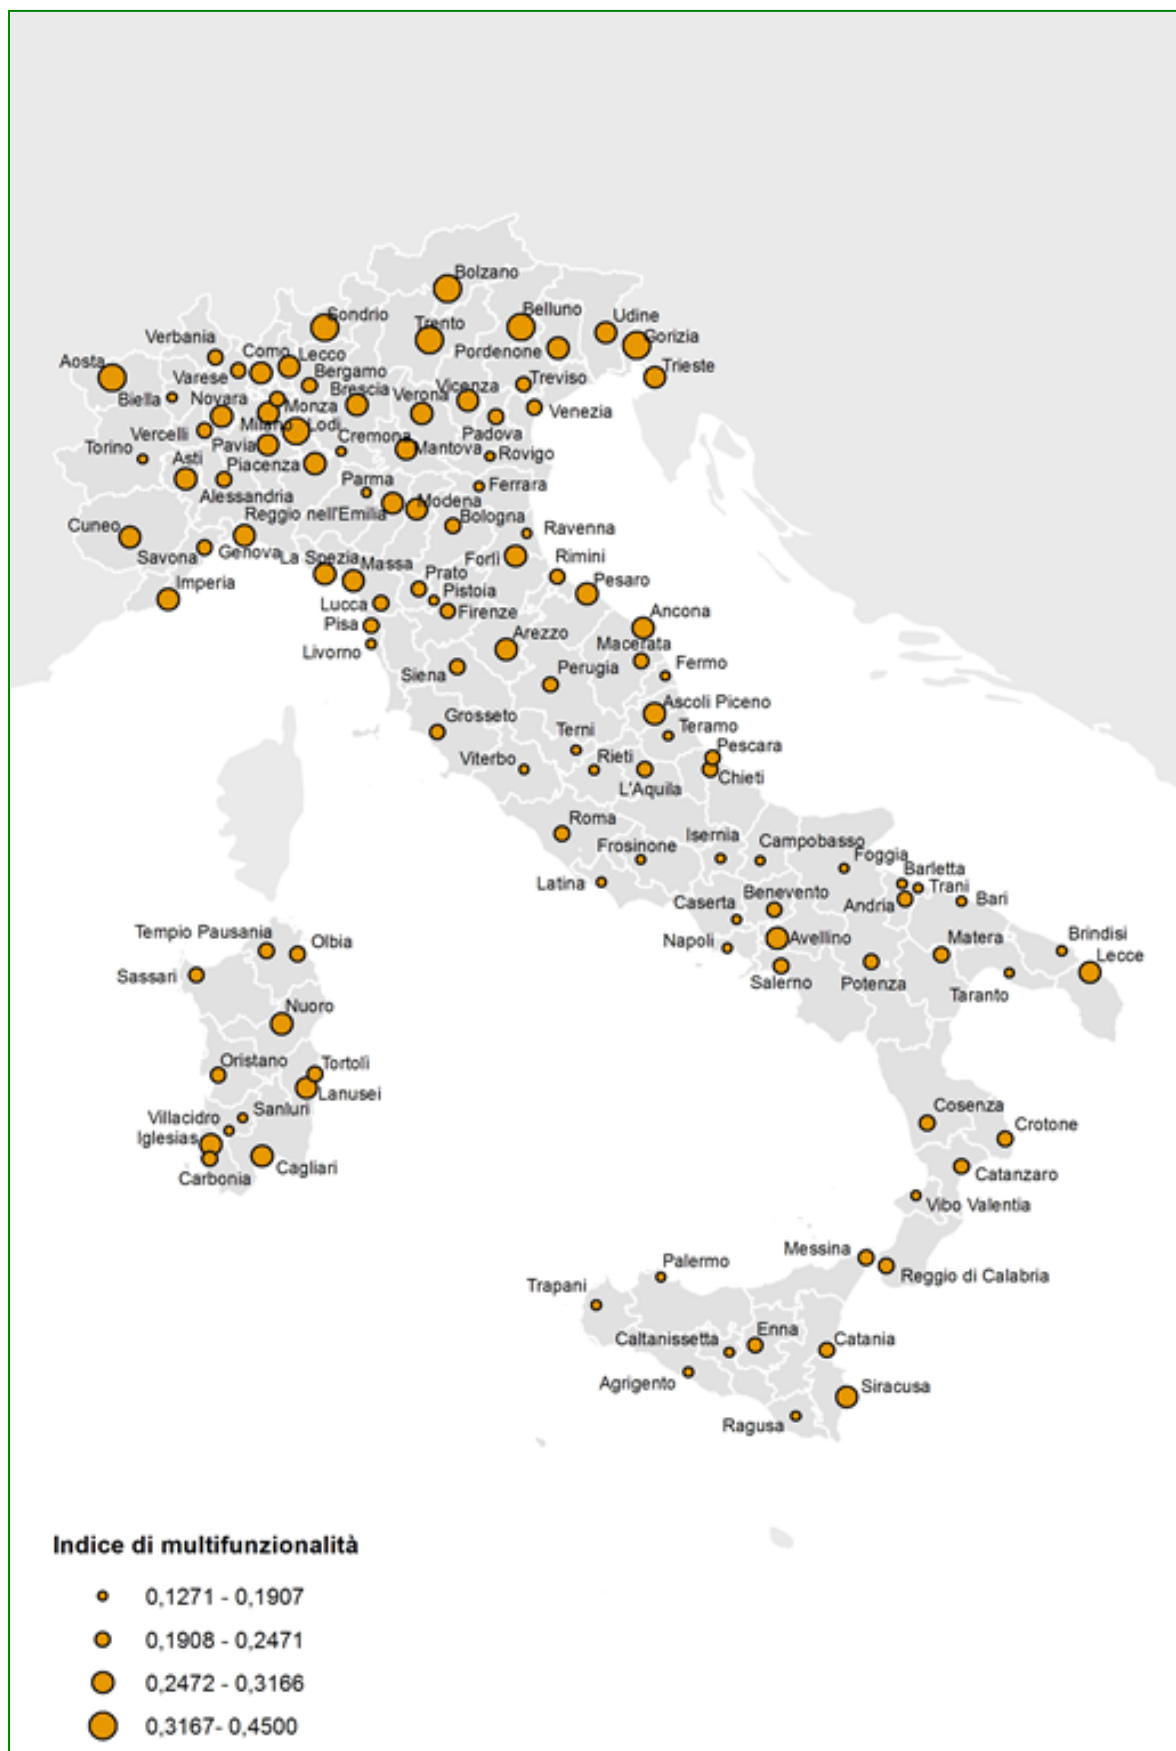 Bolzano
Sondrio
Trento
Belluno
Udine
Gorizia
Verbania
Pordenone
Aosta
Como
Lecco
Trieste
Varese
Bergamo
Treviso
Biella
Novara
Brescia
Verona
Vicenza
Monza
Venezia
Milano
Lodi
Padova
Vercelli
Pavia
Cremona
Mantova
Torino
Rovigo
Asti
Piacenza
Parma
Ferrara
Alessandria
Modena
Reggio nell'Emilia
Bologna
Cuneo
Ravenna
Savona
Genova
La Spezia
Massa
Forlì
Rimini
Imperia
Prato
Pesaro
Pistoia
Lucca
Firenze
Ancona
Pisa
Arezzo
Macerata
Livorno
Fermo
Siena
Perugia
Ascoli Piceno
Grosseto
Terni
Teramo
Pescara
Viterbo
Rieti
Chieti
L'Aquila
Roma
Isernia
Campobasso
Frosinone
Foggia
Barletta
Latina
Trani
Benevento
Bari
Caserta
Andria
Tempio Pausania
Olbia
Napoli
Avellino
Matera
Brindisi
Lecce
Sassari
Salerno
Potenza
Taranto
Nuoro
Oristano
Tortolì
Lanusei
Sanluri
Villacidro
Cosenza
Crotone
Iglesias
Cagliari
Carbonia
Catanzaro
Vibo Valentia
Messina
Palermo
Reggio di Calabria
Trapani
Enna
Caltanissetta
Catania
Agrigento
Siracusa
Ragusa
Indice di multifunzionalità
0,1271 - 0,1907
0,1908 - 0,2471
0,2472 - 0,3166
0,3167- 0,4500